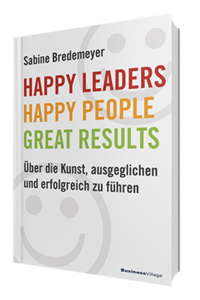 Sabine Bredemeyer
HAPPY LEADERS
HAPPY PEOPLE
GREAT RESULTS
Über die Kunst, ausgeglichen
und erfolgreich zu führen
BusinessVillage